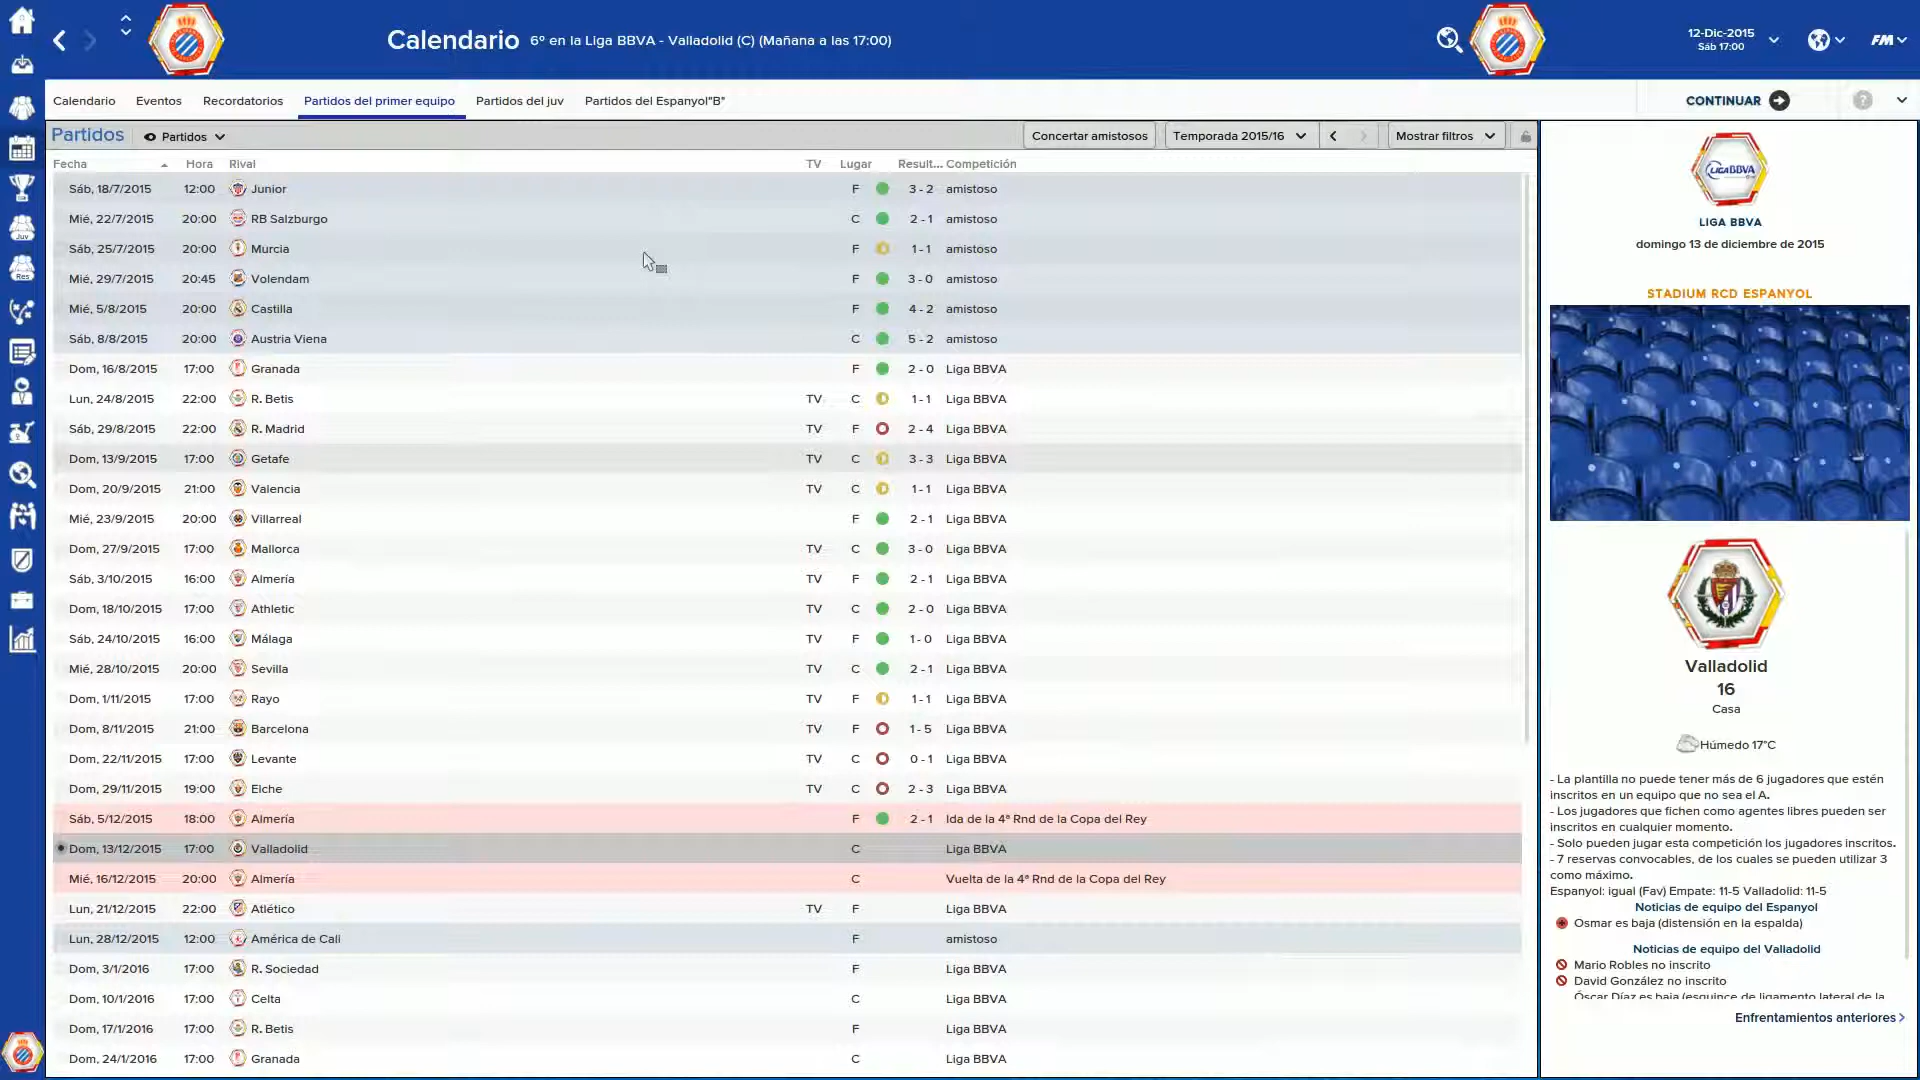 Calendario 6º en la Liga BBVA - Valladolid (C) (Mañana a las 17:00)
12-Dic-2015
Sáb 17:00
FM
Calendario Eventos Recordatorios Partidos del primer equipo Partidos del juv Partidos del Espanyol"B"
CONTINUAR
?
Partidos Partidos Concertar amistosos Temporada 2015/16 Mostrar filtros
Fecha Hora Rival TV Lugar Result... Competición
Sáb, 18/7/2015 12:00 Junior F 3 - 2 amistoso
Mié, 22/7/2015 20:00 RB Salzburgo C 2 - 1 amistoso
Sáb, 25/7/2015 20:00 Murcia F 1 - 1 amistoso
Mié, 29/7/2015 20:45 Volendam F 3 - 0 amistoso
Mié, 5/8/2015 20:00 Castilla F 4 - 2 amistoso
Sáb, 8/8/2015 20:00 Austria Viena C 5 - 2 amistoso
Dom, 16/8/2015 17:00 Granada F 2 - 0 Liga BBVA
Lun, 24/8/2015 22:00 R. Betis TV C 1 - 1 Liga BBVA
Sáb, 29/8/2015 22:00 R. Madrid TV F 2 - 4 Liga BBVA
Dom, 13/9/2015 17:00 Getafe TV C 3 - 3 Liga BBVA
Dom, 20/9/2015 21:00 Valencia TV C 1 - 1 Liga BBVA
Mié, 23/9/2015 20:00 Villarreal F 2 - 1 Liga BBVA
Dom, 27/9/2015 17:00 Mallorca TV C 3 - 0 Liga BBVA
Sáb, 3/10/2015 16:00 Almería TV F 2 - 1 Liga BBVA
Dom, 18/10/2015 17:00 Athletic TV C 2 - 0 Liga BBVA
Sáb, 24/10/2015 16:00 Málaga TV F 1 - 0 Liga BBVA
Mié, 28/10/2015 20:00 Sevilla TV C 2 - 1 Liga BBVA
Dom, 1/11/2015 17:00 Rayo TV F 1 - 1 Liga BBVA
Dom, 8/11/2015 21:00 Barcelona TV F 1 - 5 Liga BBVA
Dom, 22/11/2015 17:00 Levante TV C 0 - 1 Liga BBVA
Dom, 29/11/2015 19:00 Elche TV C 2 - 3 Liga BBVA
Sáb, 5/12/2015 18:00 Almería F 2 - 1 Ida de la 4ª Rnd de la Copa del Rey
Dom, 13/12/2015 17:00 Valladolid C Liga BBVA
Mié, 16/12/2015 20:00 Almería C Vuelta de la 4ª Rnd de la Copa del Rey
Lun, 21/12/2015 22:00 Atlético TV F Liga BBVA
Lun, 28/12/2015 12:00 América de Cali F amistoso
Dom, 3/1/2016 17:00 R. Sociedad F Liga BBVA
Dom, 10/1/2016 17:00 Celta C Liga BBVA
Dom, 17/1/2016 17:00 R. Betis F Liga BBVA
Dom, 24/1/2016 17:00 Granada C Liga BBVA
Juv
Res
LIGA BBVA
LIGA BBVA
domingo 13 de diciembre de 2015
STADIUM RCD ESPANYOL
Valladolid
16
Casa
Húmedo 17°C
- La plantilla no puede tener más de 6 jugadores que estén
inscritos en un equipo que no sea el A.
- Los jugadores que fichen como agentes libres pueden ser
inscritos en cualquier momento.
- Solo pueden jugar esta competición los jugadores inscritos.
- 7 reservas convocables, de los cuales se pueden utilizar 3
como máximo.
Espanyol: igual (Fav) Empate: 11-5 Valladolid: 11-5
Noticias de equipo del Espanyol
Osmar es baja (distensión en la espalda)
Noticias de equipo del Valladolid
Mario Robles no inscrito
David González no inscrito
Óscar Díaz es baja (esguince de ligamento lateral de la
Enfrentamientos anteriores